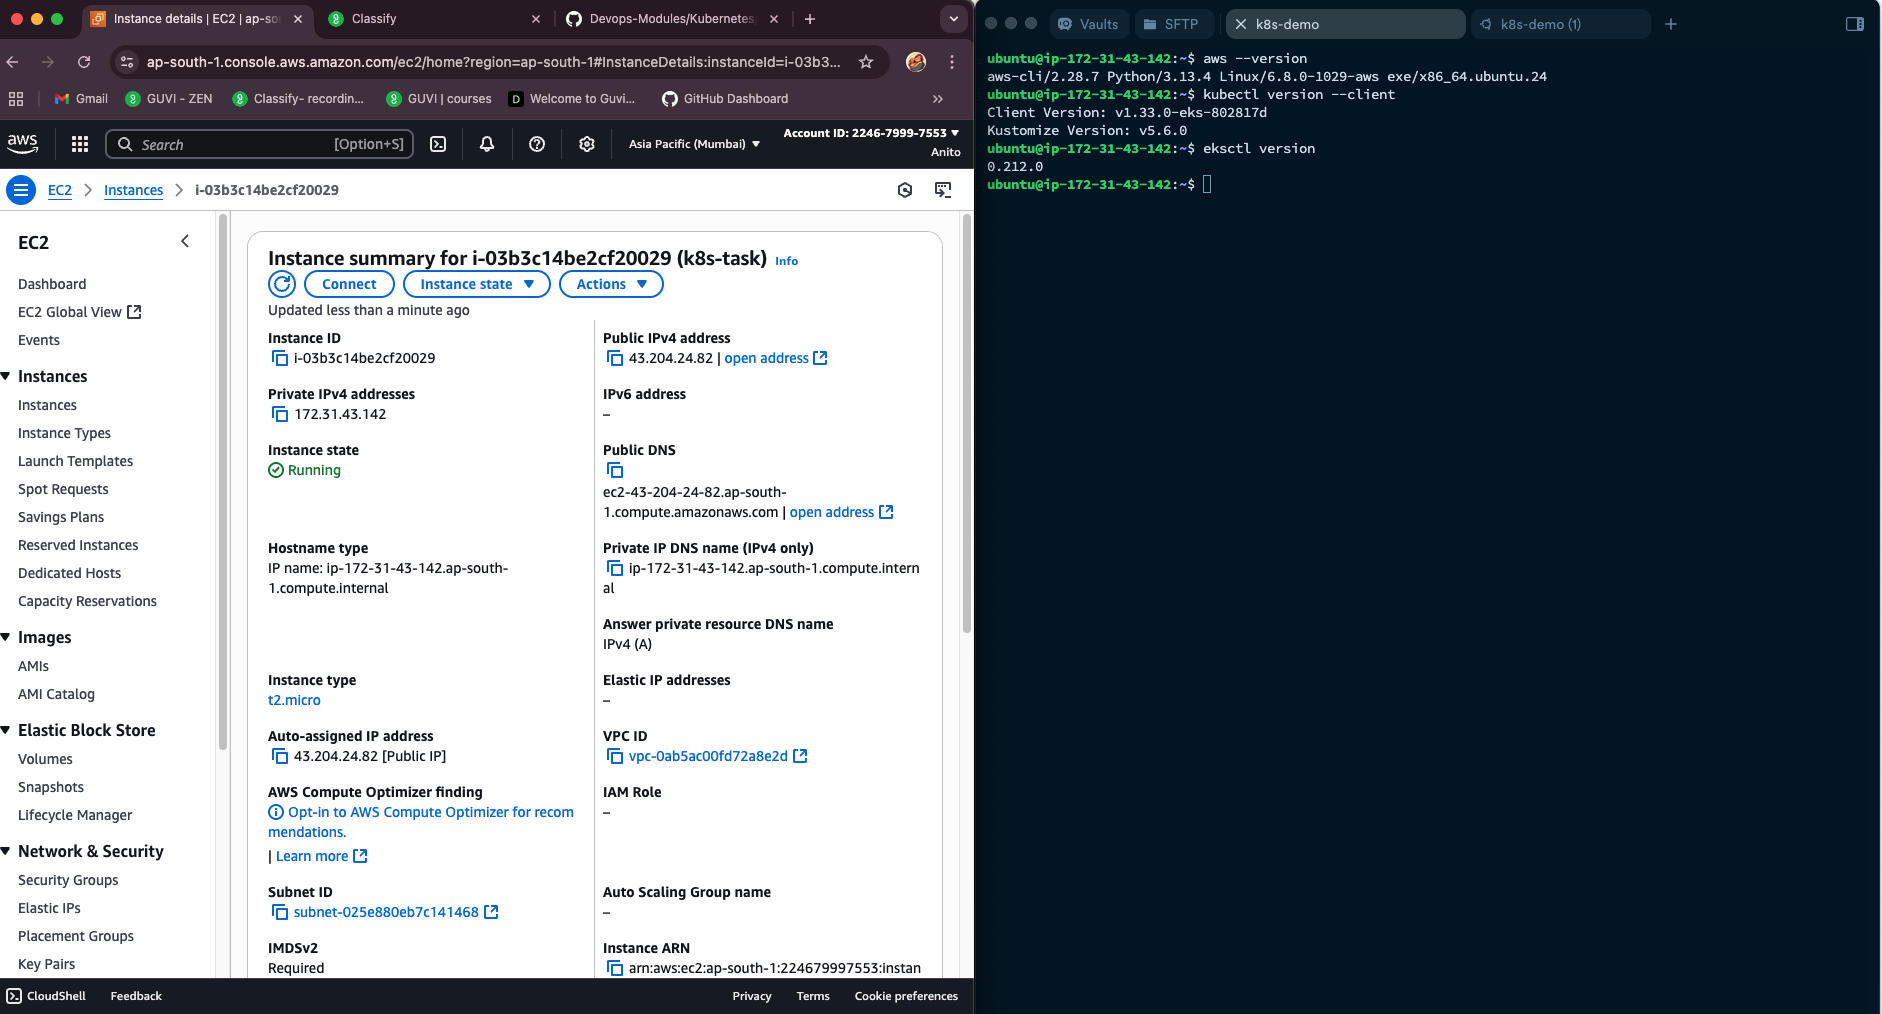 Instance details | EC2 | ap-so
Classify
Devops-Modules/Kubernetes
ap-south-1.console.aws.amazon.com/ec2/home?region=ap-south-1#InstanceDetails:instanceId=i-03b3...
Gmail
GUVI - ZEN
Classify- recordin...
GUVI | courses
Welcome to Guvi...
GitHub Dashboard
aws
Search
[Option+S]
Asia Pacific (Mumbai)
Account ID: 2246-7999-7553
Anito
EC2
Instances
i-03b3c14be2cf20029
EC2
Dashboard
EC2 Global View
Events
Instances
Instances
Instance Types
Launch Templates
Spot Requests
Savings Plans
Reserved Instances
Dedicated Hosts
Capacity Reservations
Images
AMIs
AMI Catalog
Elastic Block Store
Volumes
Snapshots
Lifecycle Manager
Network & Security
Security Groups
Elastic IPs
Placement Groups
Key Pairs
Instance summary for i-03b3c14be2cf20029 (k8s-task) Info
Connect
Instance state
Actions
Updated less than a minute ago
Instance ID
i-03b3c14be2cf20029
Public IPv4 address
43.204.24.82 | open address
Private IPv4 addresses
172.31.43.142
IPv6 address
–
Instance state
Running
Public DNS
ec2-43-204-24-82.ap-south-
1.compute.amazonaws.com | open address
Hostname type
IP name: ip-172-31-43-142.ap-south-
1.compute.internal
Private IP DNS name (IPv4 only)
ip-172-31-43-142.ap-south-1.compute.intern
al
Answer private resource DNS name
IPv4 (A)
Instance type
t2.micro
Elastic IP addresses
–
Auto-assigned IP address
43.204.24.82 [Public IP]
VPC ID
vpc-0ab5ac00fd72a8e2d
AWS Compute Optimizer finding
Opt-in to AWS Compute Optimizer for recom
mendations.
| Learn more
IAM Role
–
Subnet ID
subnet-025e880eb7c141468
Auto Scaling Group name
–
IMDSv2
Required
Instance ARN
arn:aws:ec2:ap-south-1:224679997553:instan
CloudShell
Feedback
Privacy
Terms
Cookie preferences
Vaults
SFTP
k8s-demo
k8s-demo (1)
ubuntu@ip-172-31-43-142:~$ aws --version
aws-cli/2.28.7 Python/3.13.4 Linux/6.8.0-1029-aws exe/x86_64.ubuntu.24
ubuntu@ip-172-31-43-142:~$ kubectl version --client
Client Version: v1.33.0-eks-802817d
Kustomize Version: v5.6.0
ubuntu@ip-172-31-43-142:~$ eksctl version
0.212.0
ubuntu@ip-172-31-43-142:~$